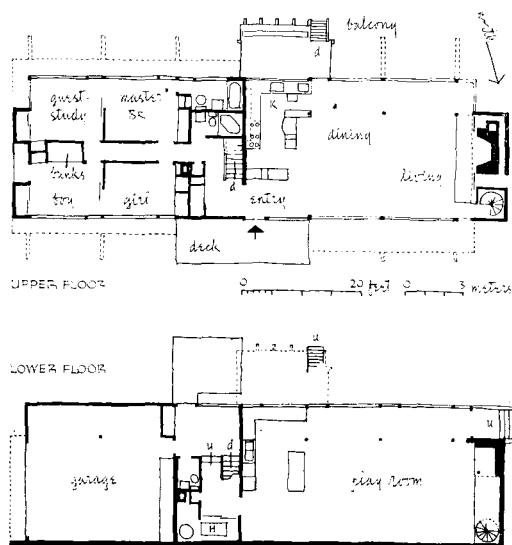 balcony
north
d
guest-
study
master
BR
K
dining
bunks
living
d
boy
girl
entry
deck
UPPER FLOOR
0 20 feet 0 3 meters
LOWER FLOOR
u
u
u d
garage
play room
H